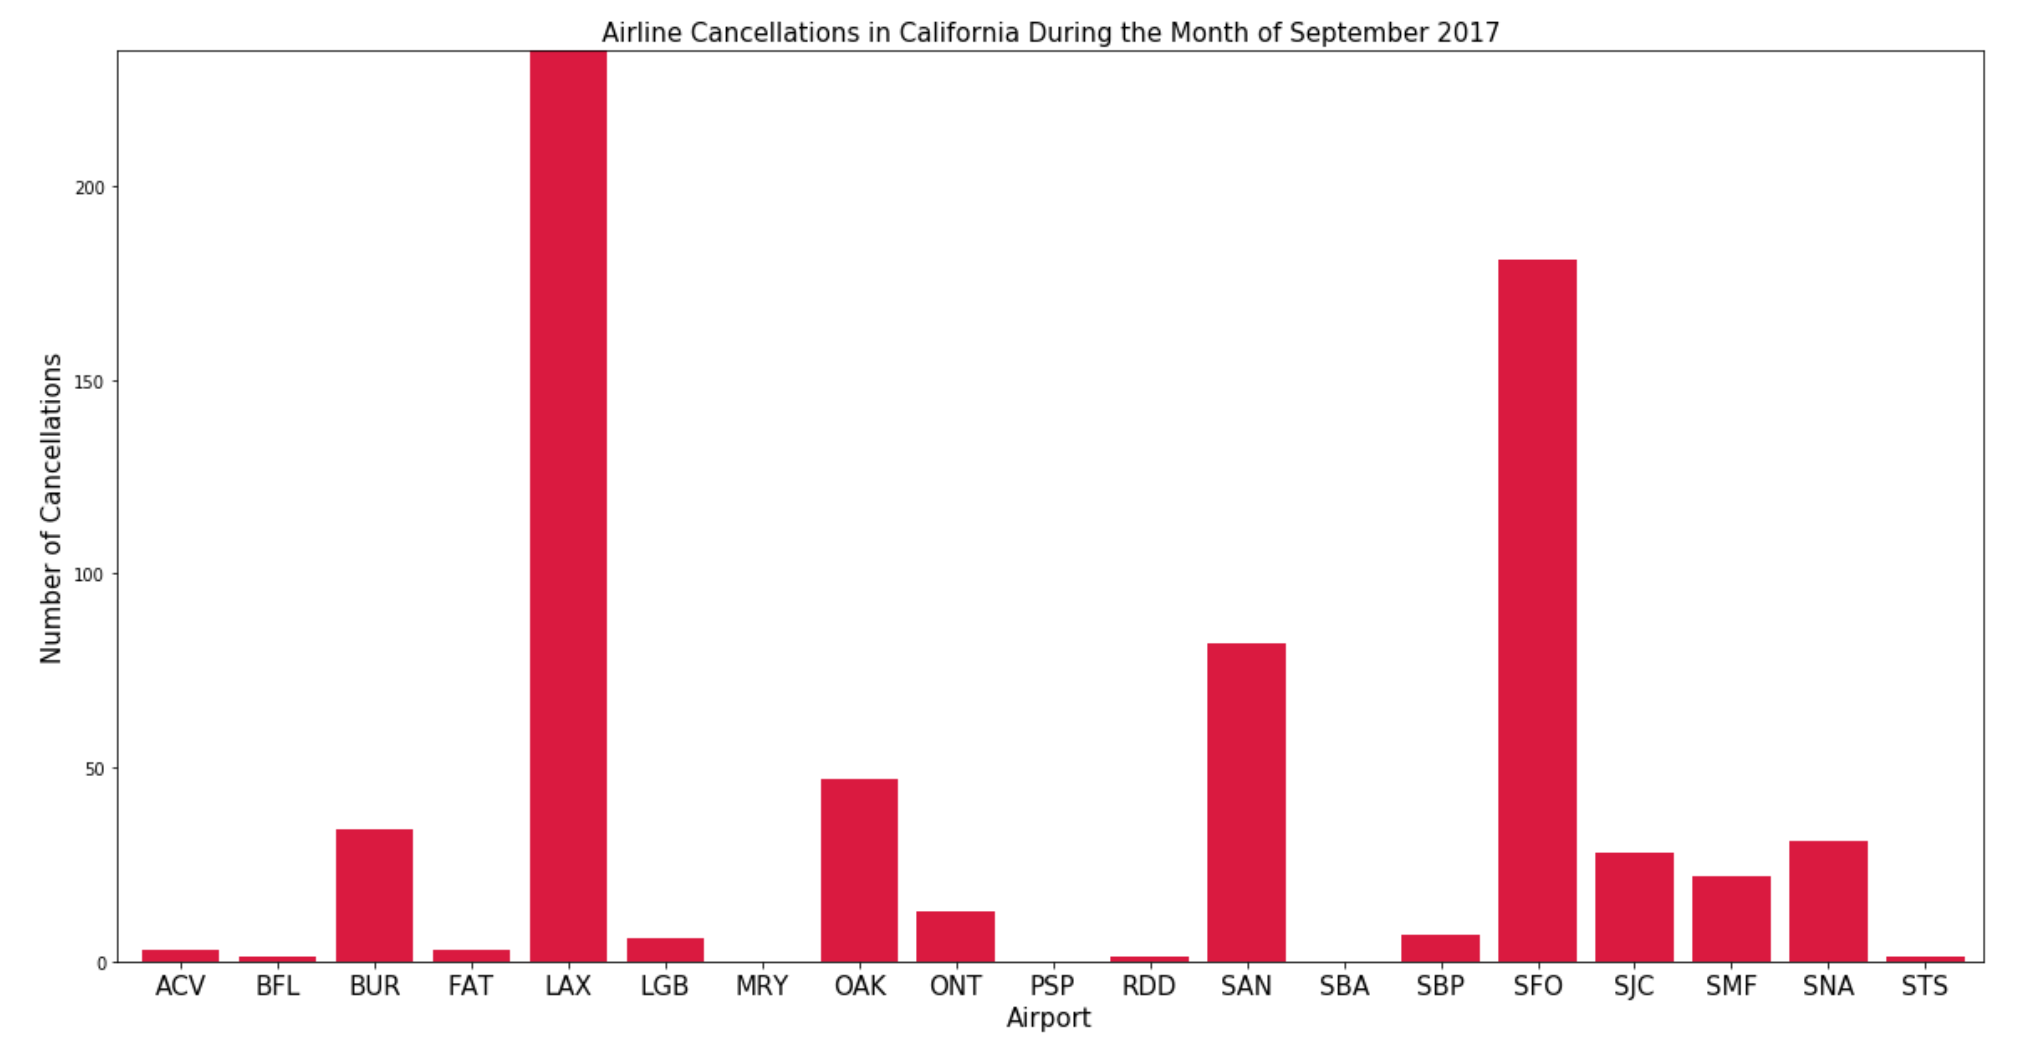 Airline Cancellations in California During the Month of September 2017
200
150
100
50
0
Number of Cancellations
ACV BFL BUR FAT LAX LGB MRY OAK ONT PSP RDD SAN SBA SBP SFO SJC SMF SNA STS
Airport